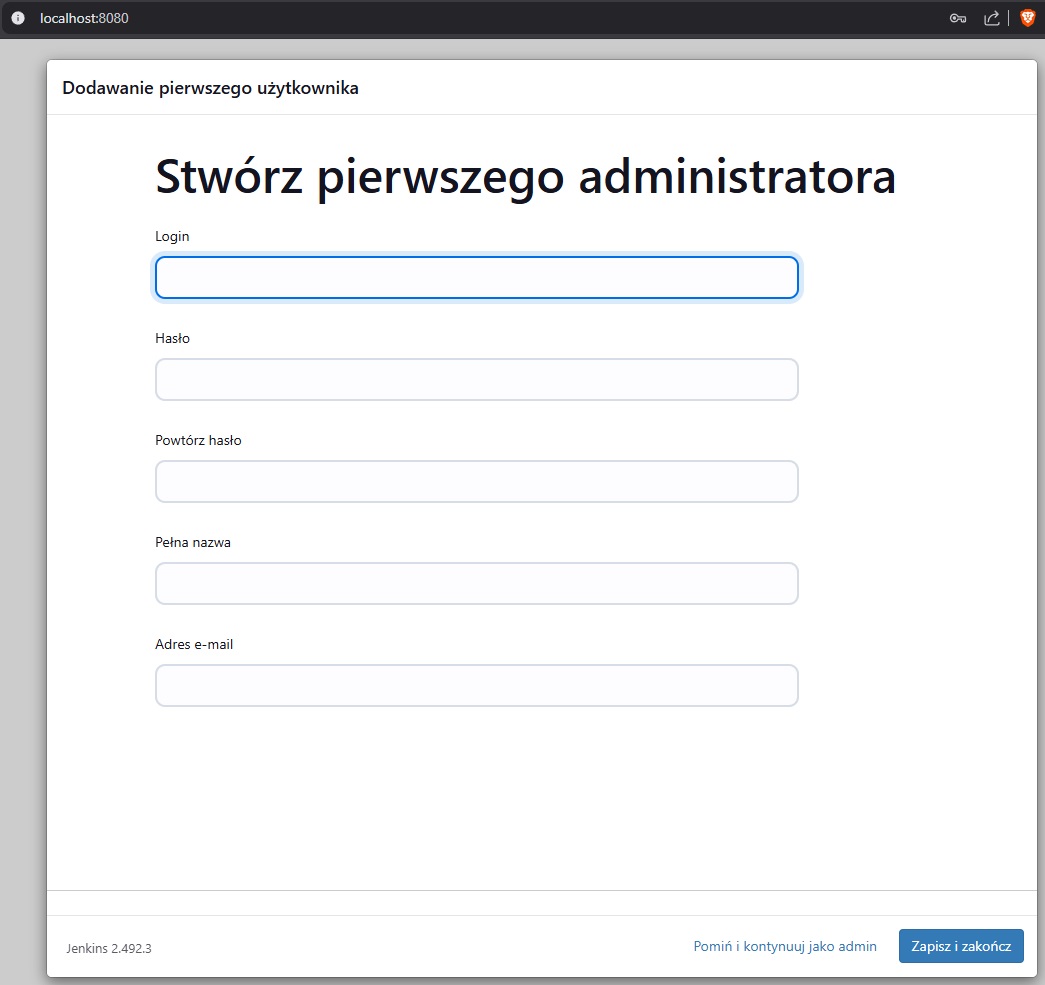 localhost:8080
Dodawanie pierwszego użytkownika
Stwórz pierwszego administratora
Login
Hasło
Powtórz hasło
Pełna nazwa
Adres e-mail
Jenkins 2.492.3
Pomiń i kontynuuj jako admin
Zapisz i zakończ